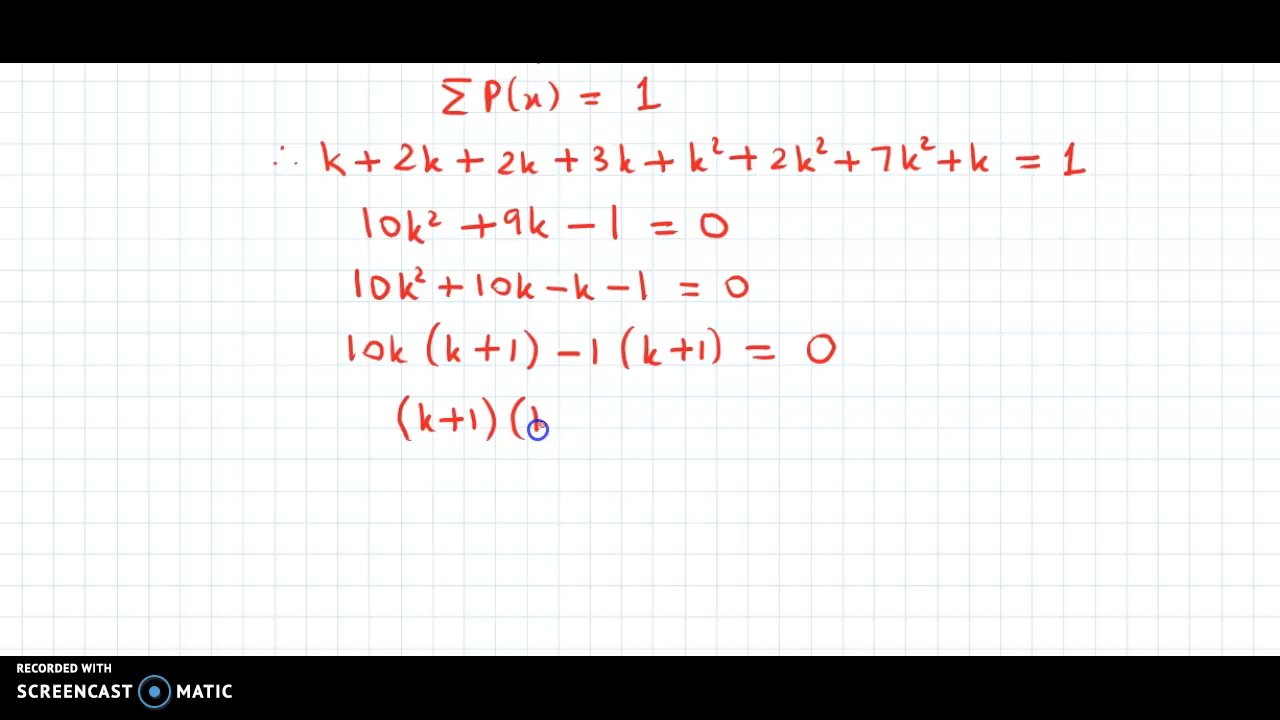 Σ P(x) = 1
∴ k + 2k + 2k + 3k + k² + 2k² + 7k² + k = 1
10k² + 9k - 1 = 0
10k² + 10k - k - 1 = 0
10k (k + 1) - 1 (k + 1) = 0
(k + 1) (1
RECORDED WITH
SCREENCAST MATIC